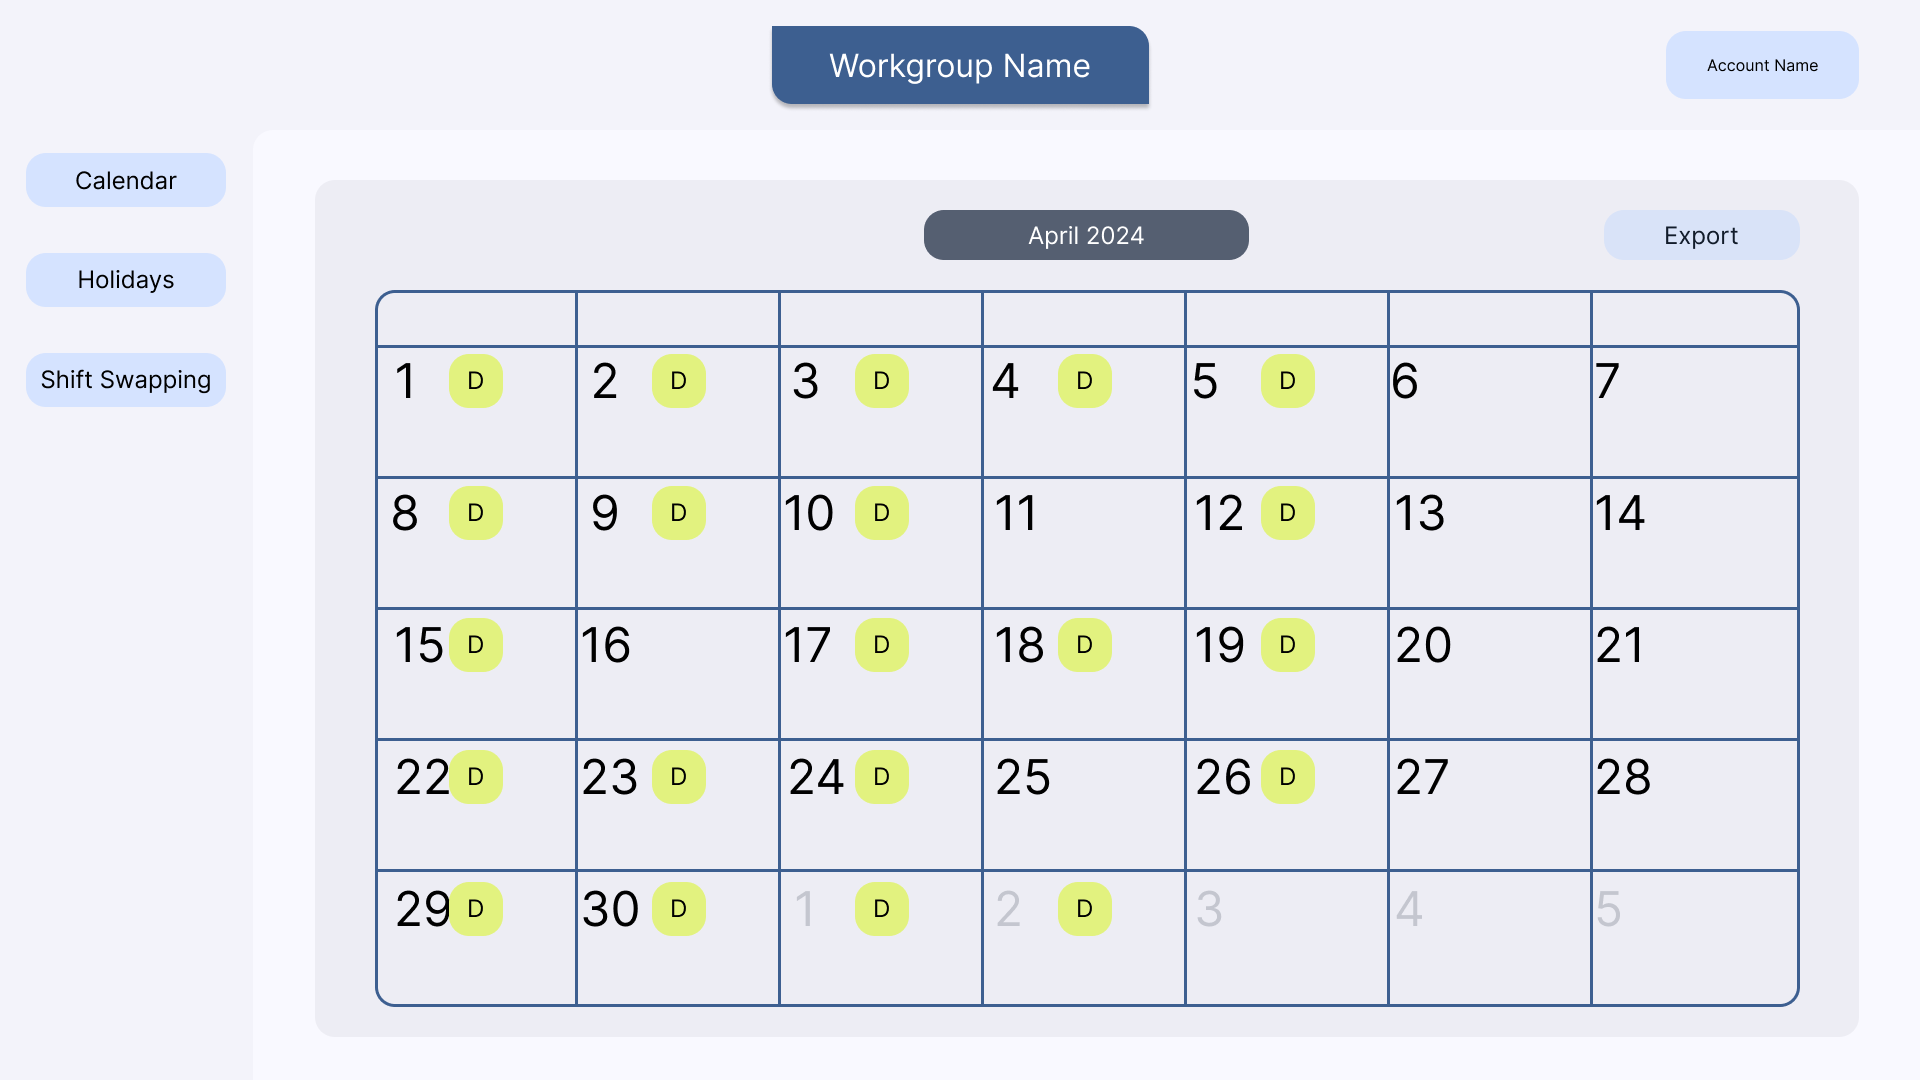 Workgroup Name
Account Name
Calendar
Holidays
Shift Swapping
April 2024
Export
1 D 2 D 3 D 4 D 5 D 6 7
8 D 9 D 10 D 11 12 D 13 14
15 D 16 17 D 18 D 19 D 20 21
22 D 23 D 24 D 25 26 D 27 28
29 D 30 D 1 D 2 D 3 4 5